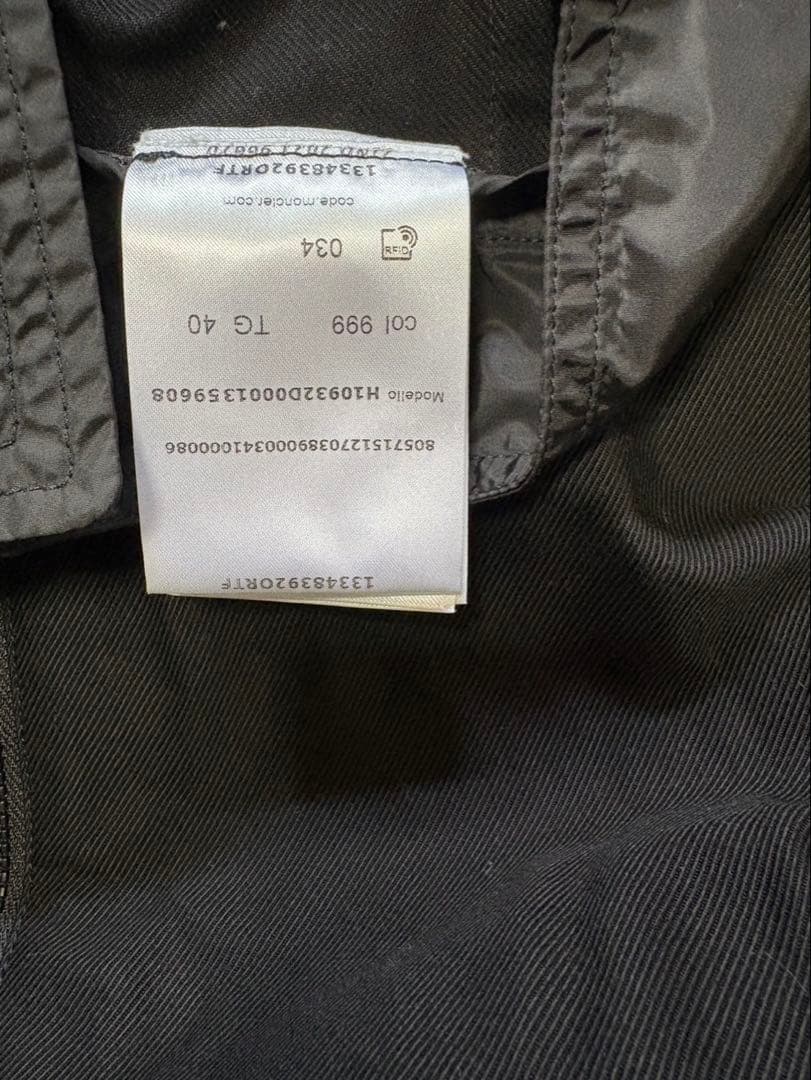 13348392ORTF
8057151270389000341000086
Modello H10932D0001359608
col 999 TG 40
RFID 034
code.moncler.com
13348392ORTF